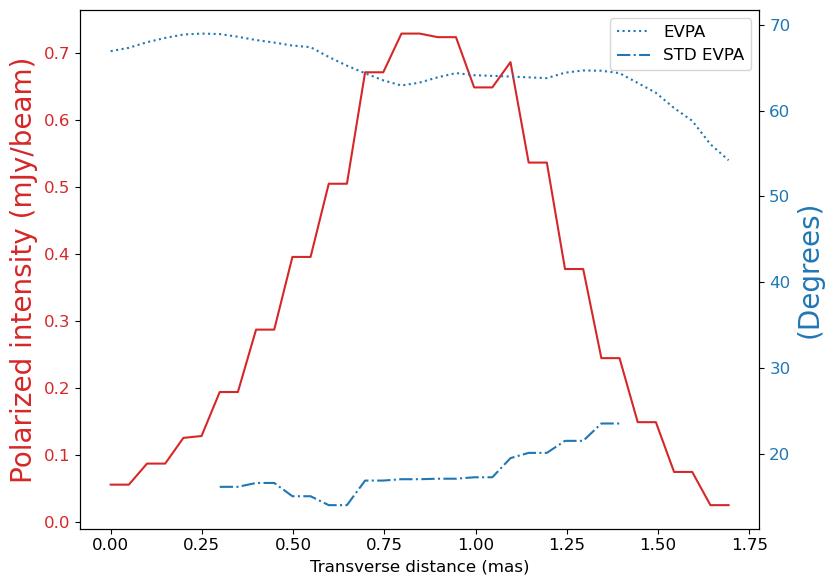 EVPA
STD EVPA
Polarized intensity (mJy/beam)
0.7
0.6
0.5
0.4
0.3
0.2
0.1
0.0
70
60
50
40
30
20
(Degrees)
0.00 0.25 0.50 0.75 1.00 1.25 1.50 1.75
Transverse distance (mas)